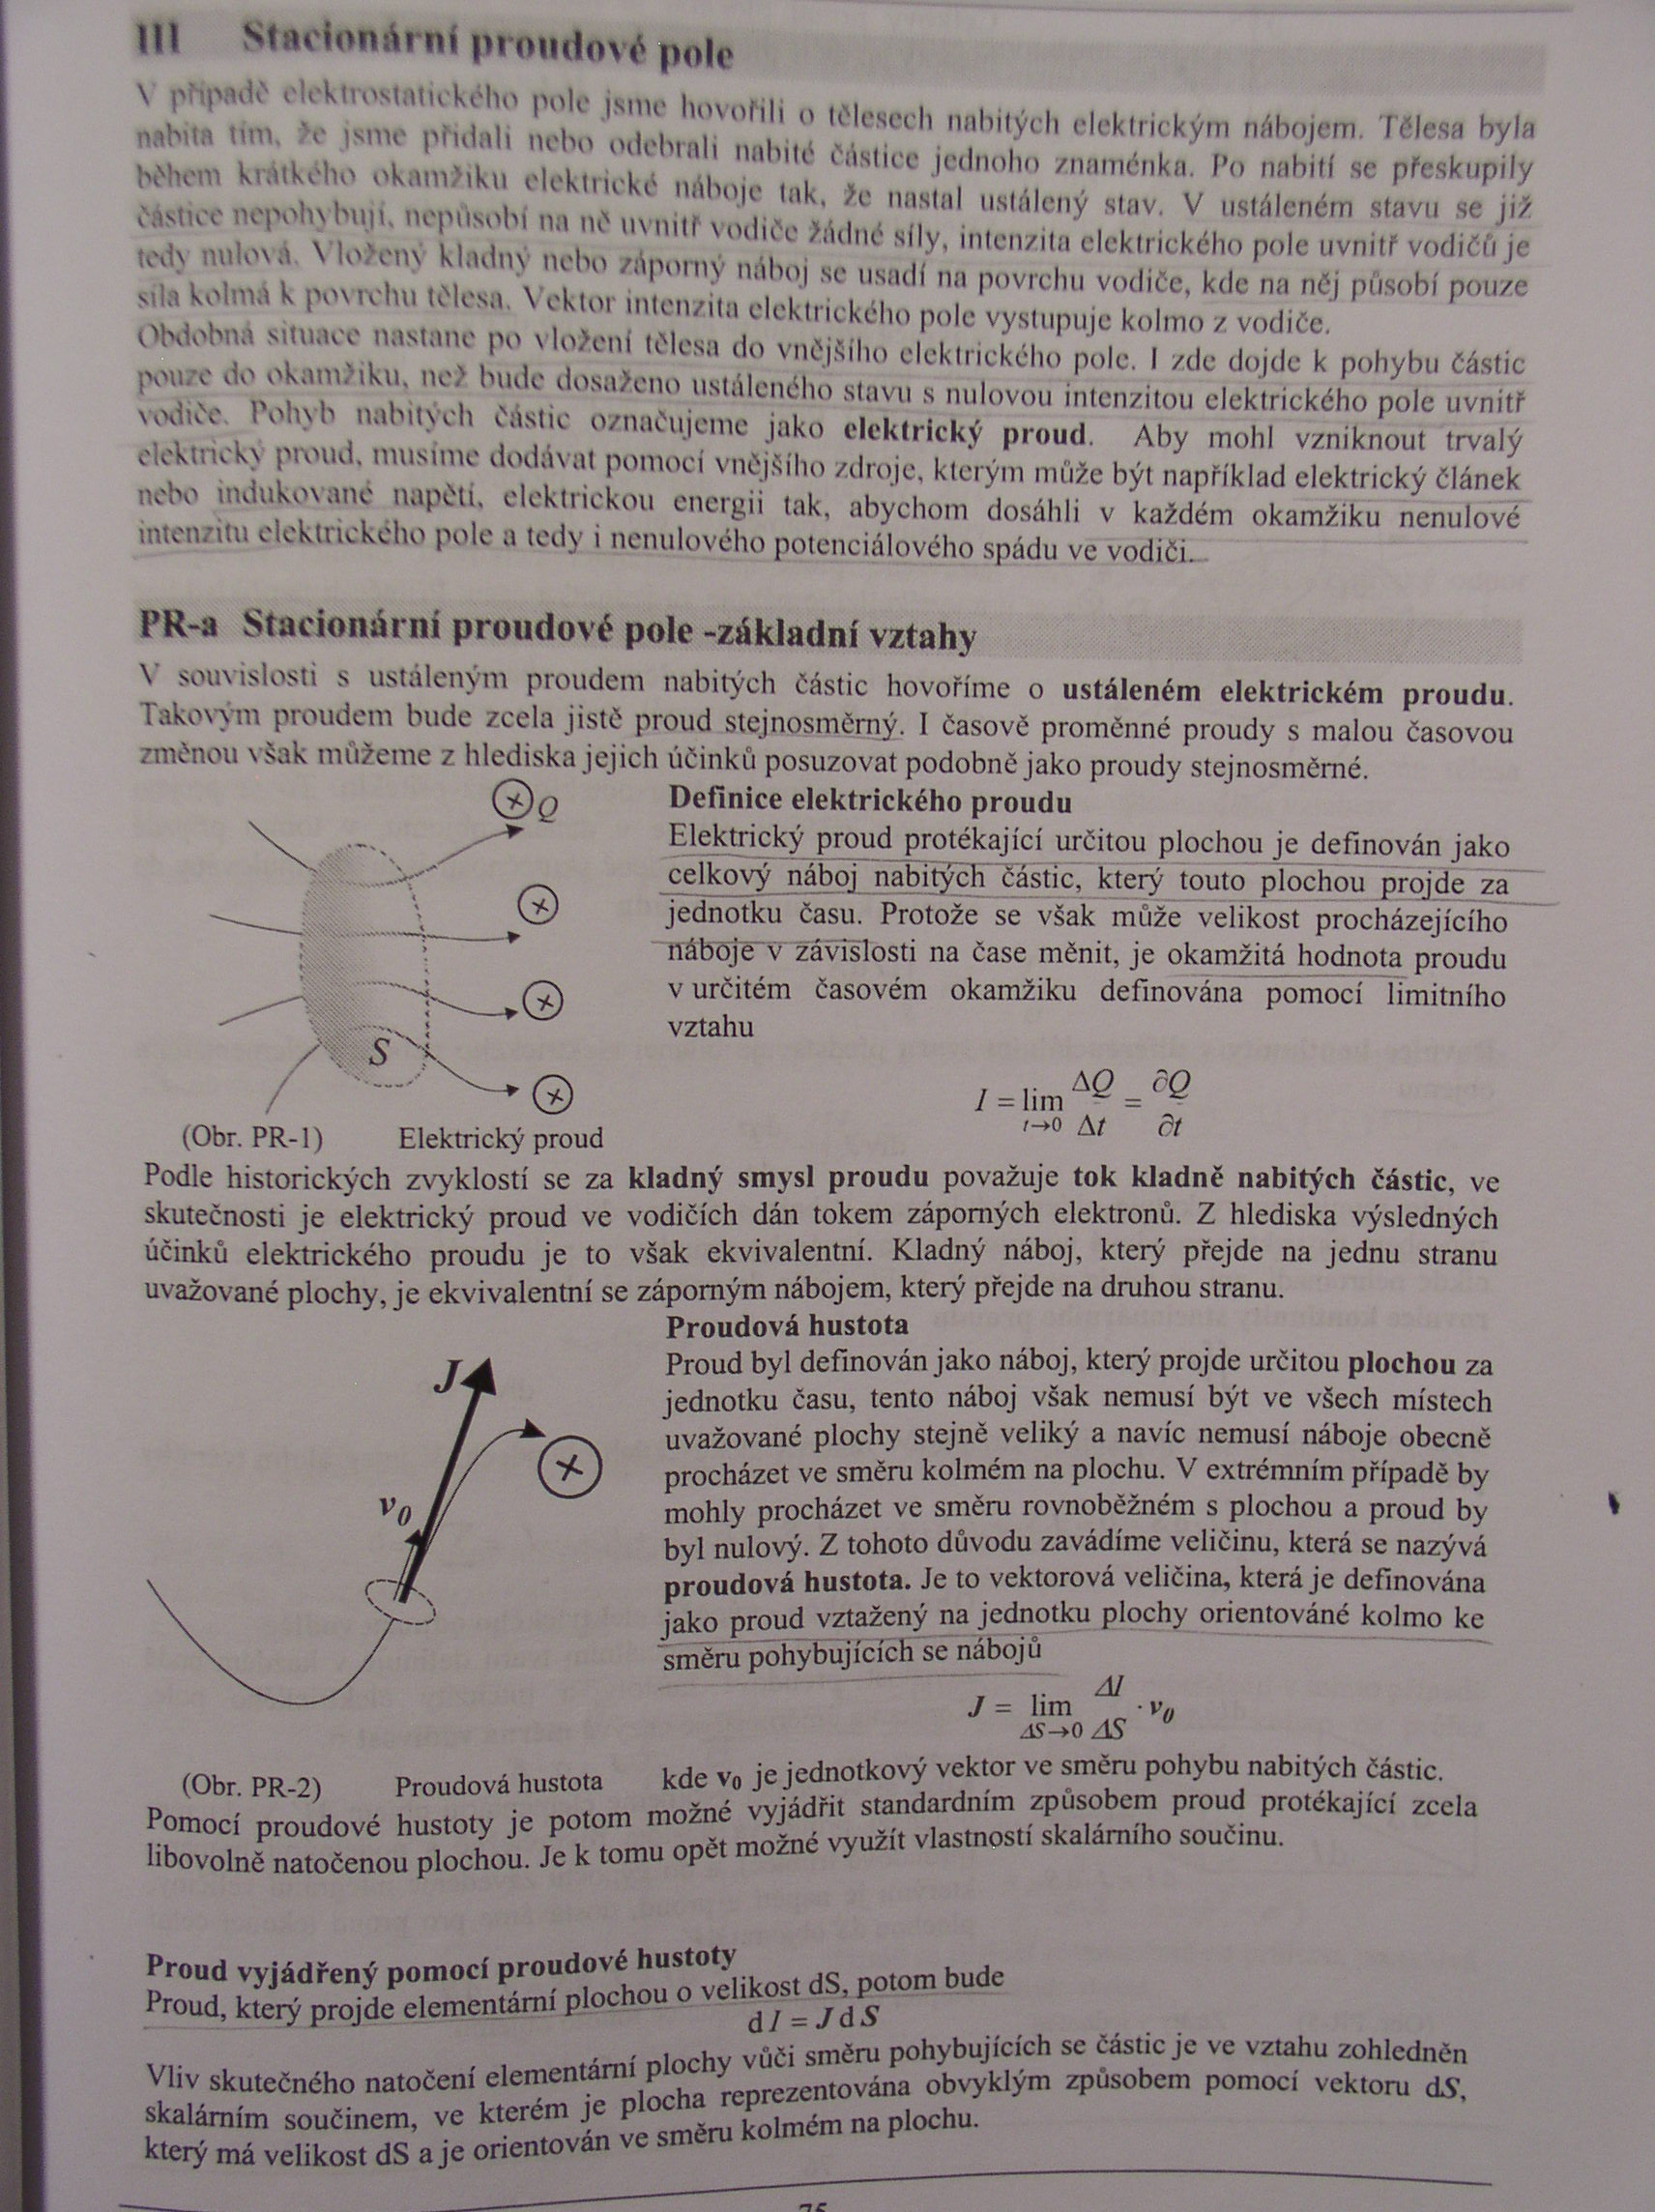 III Stacionární proudové pole
V případě elektrostatického pole jsme hovořili o tělesech nabitých elektrickým nábojem. Tělesa byla
nabita tím, že jsme přidali nebo odebrali nabité částice jednoho znaménka. Po nabití se přeskupily
během krátkého okamžiku elektrické náboje tak, že nastal ustálený stav. V ustáleném stavu se již
částice nepohybují, nepůsobí na ně uvnitř vodiče žádné síly, intenzita elektrického pole uvnitř vodičů je
tedy nulová. Vložený kladný nebo záporný náboj se usadí na povrchu vodiče, kde na něj působí pouze
síla kolmá k povrchu tělesa. Vektor intenzita elektrického pole vystupuje kolmo z vodiče.
Obdobná situace nastane po vložení tělesa do vnějšího elektrického pole. I zde dojde k pohybu částic
pouze do okamžiku, než bude dosaženo ustáleného stavu s nulovou intenzitou elektrického pole uvnitř
vodiče. Pohyb nabitých částic označujeme jako elektrický proud. Aby mohl vzniknout trvalý
elektrický proud, musíme dodávat pomocí vnějšího zdroje, kterým může být například elektrický článek
nebo indukované napětí, elektrickou energii tak, abychom dosáhli v každém okamžiku nenulové
intenzitu elektrického pole a tedy i nenulového potenciálového spádu ve vodiči.
PR-a Stacionární proudové pole -základní vztahy
V souvislosti s ustáleným proudem nabitých částic hovoříme o ustáleném elektrickém proudu.
Takovým proudem bude zcela jistě proud stejnosměrný. I časově proměnné proudy s malou časovou
změnou však můžeme z hlediska jejich účinků posuzovat podobně jako proudy stejnosměrné.
Q
S
(Obr. PR-1) Elektrický proud
Definice elektrického proudu
Elektrický proud protékající určitou plochou je definován jako
celkový náboj nabitých částic, který touto plochou projde za
jednotku času. Protože se však může velikost procházejícího
náboje v závislosti na čase měnit, je okamžitá hodnota proudu
v určitém časovém okamžiku definována pomocí limitního
vztahu
I = lim t→0 ΔQ/Δt = ∂Q/∂t
Podle historických zvyklostí se za kladný smysl proudu považuje tok kladně nabitých částic, ve
skutečnosti je elektrický proud ve vodičích dán tokem záporných elektronů. Z hlediska výsledných
účinků elektrického proudu je to však ekvivalentní. Kladný náboj, který přejde na jednu stranu
uvažované plochy, je ekvivalentní se záporným nábojem, který přejde na druhou stranu.
J
v0
(Obr. PR-2) Proudová hustota
Proudová hustota
Proud byl definován jako náboj, který projde určitou plochou za
jednotku času, tento náboj však nemusí být ve všech místech
uvažované plochy stejně veliký a navíc nemusí náboje obecně
procházet ve směru kolmém na plochu. V extrémním případě by
mohly procházet ve směru rovnoběžném s plochou a proud by
byl nulový. Z tohoto důvodu zavádíme veličinu, která se nazývá
proudová hustota. Je to vektorová veličina, která je definována
jako proud vztažený na jednotku plochy orientováné kolmo ke
směru pohybujících se nábojů
J = lim ΔS→0 ΔI/ΔS · v0
kde v0 je jednotkový vektor ve směru pohybu nabitých částic.
Pomocí proudové hustoty je potom možné vyjádřit standardním způsobem proud protékající zcela
libovolně natočenou plochou. Je k tomu opět možné využít vlastností skalárního součinu.
Proud vyjádřený pomocí proudové hustoty
Proud, který projde elementární plochou o velikost dS, potom bude
dI = J dS
Vliv skutečného natočení elementární plochy vůči směru pohybujících se částic je ve vztahu zohledněn
skalárním součinem, ve kterém je plocha reprezentována obvyklým způsobem pomocí vektoru dS,
který má velikost dS a je orientován ve směru kolmém na plochu.
75